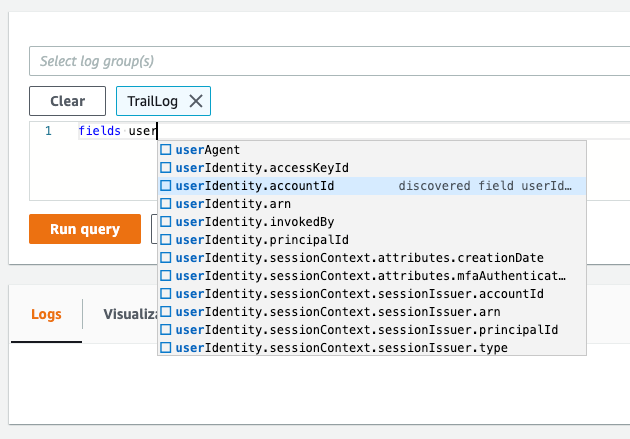 Select log group(s)
Clear
TrailLog
1 fields user
userAgent
userIdentity.accessKeyId
userIdentity.accountId discovered field userId…
userIdentity.arn
userIdentity.invokedBy
userIdentity.principalId
userIdentity.sessionContext.attributes.creationDate
userIdentity.sessionContext.attributes.mfaAuthenticat…
userIdentity.sessionContext.sessionIssuer.accountId
userIdentity.sessionContext.sessionIssuer.arn
userIdentity.sessionContext.sessionIssuer.principalId
userIdentity.sessionContext.sessionIssuer.type
Run query
Logs
Visualiza